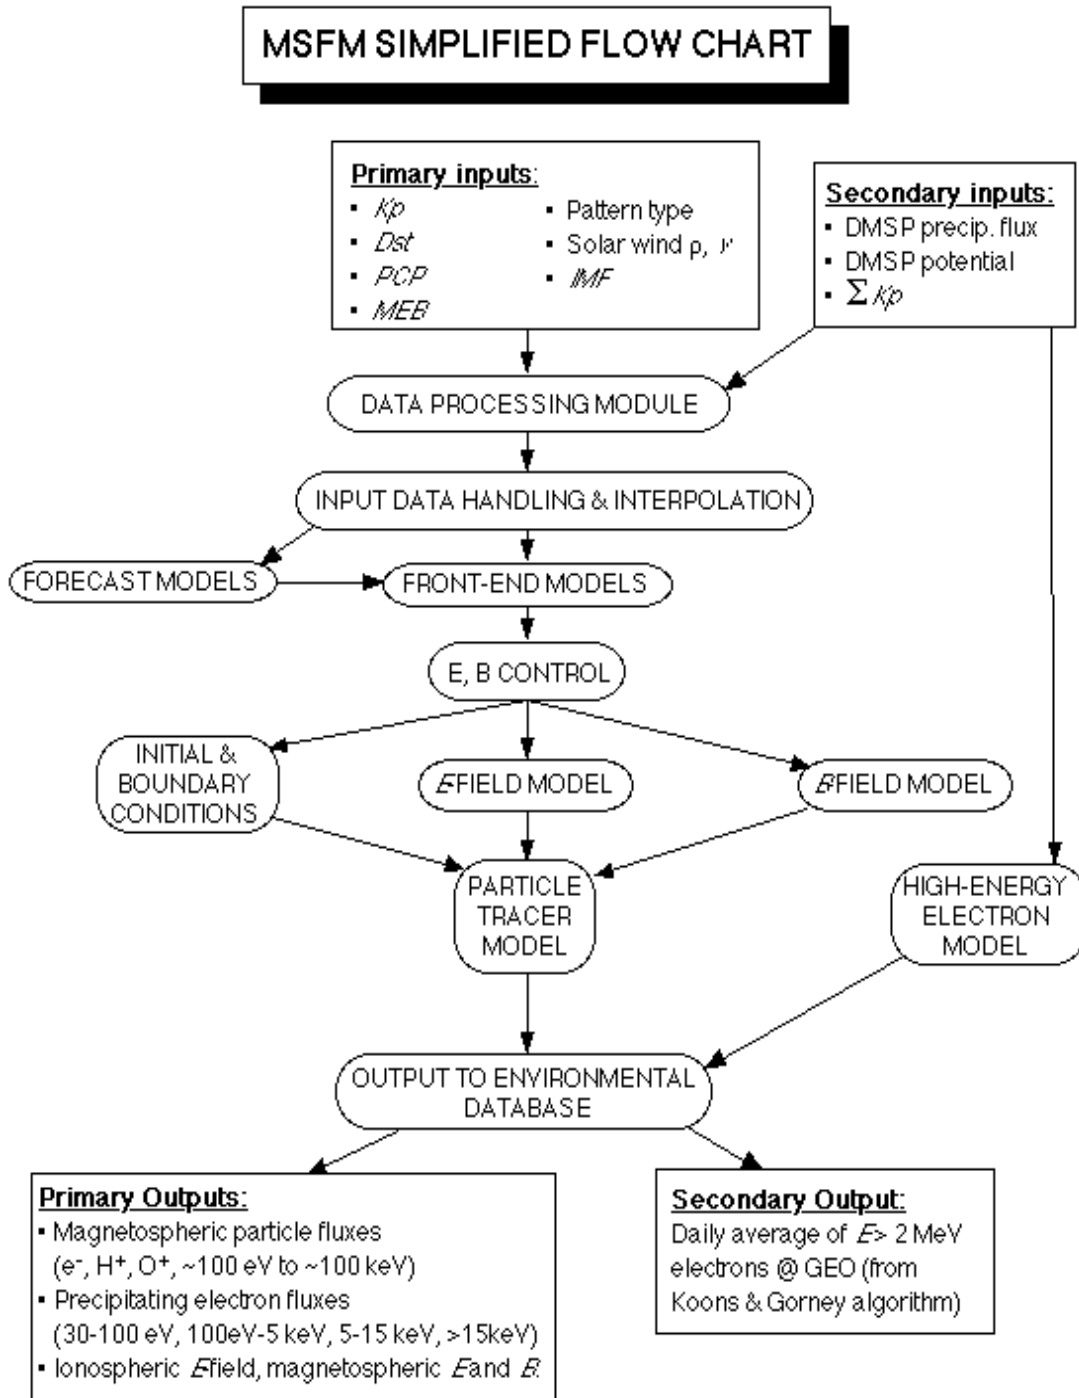 MSFM SIMPLIFIED FLOW CHART
Primary inputs:
▪ Kp
▪ Dst
▪ PCP
▪ MEB
▪ Pattern type
▪ Solar wind ρ, v
▪ IMF
Secondary inputs:
▪ DMSP precip. flux
▪ DMSP potential
▪ Σ Kp
DATA PROCESSING MODULE
INPUT DATA HANDLING & INTERPOLATION
FORECAST MODELS
FRONT-END MODELS
E, B CONTROL
INITIAL &
BOUNDARY
CONDITIONS
E-FIELD MODEL
B-FIELD MODEL
PARTICLE
TRACER
MODEL
HIGH-ENERGY
ELECTRON
MODEL
OUTPUT TO ENVIRONMENTAL
DATABASE
Primary Outputs:
▪ Magnetospheric particle fluxes
(e⁻, H⁺, O⁺, ~100 eV to ~100 keV)
▪ Precipitating electron fluxes
(30-100 eV, 100eV-5 keV, 5-15 keV, >15keV)
▪ Ionospheric E-field, magnetospheric E and B.
Secondary Output:
Daily average of E> 2 MeV
electrons @ GEO (from
Koons & Gorney algorithm)